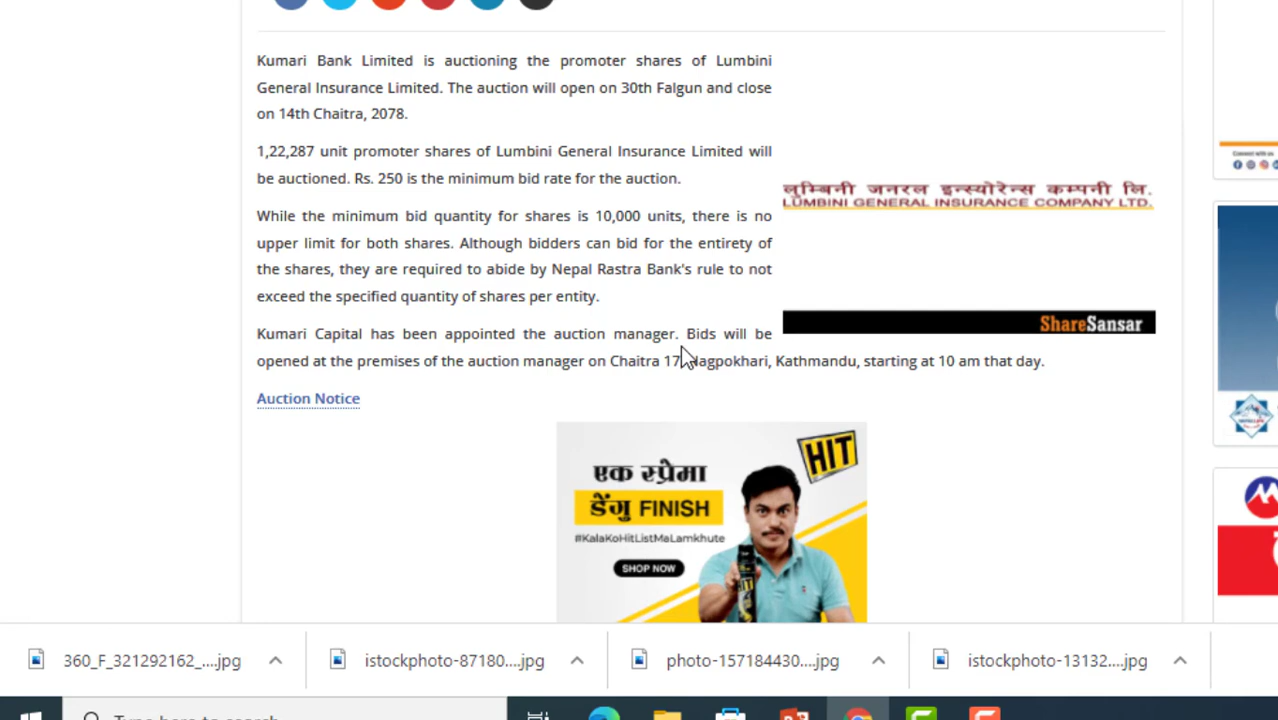 Kumari Bank Limited is auctioning the promoter shares of Lumbini
General Insurance Limited. The auction will open on 30th Falgun and close
on 14th Chaitra, 2078.
1,22,287 unit promoter shares of Lumbini General Insurance Limited will
be auctioned. Rs. 250 is the minimum bid rate for the auction.
लुम्बिनी जनरल इन्स्योरेन्स कम्पनी लि.
LUMBINI GENERAL INSURANCE COMPANY LTD.
While the minimum bid quantity for shares is 10,000 units, there is no
upper limit for both shares. Although bidders can bid for the entirety of
the shares, they are required to abide by Nepal Rastra Bank's rule to not
exceed the specified quantity of shares per entity.
ShareSansar
Kumari Capital has been appointed the auction manager. Bids will be
opened at the premises of the auction manager on Chaitra 17, Nagpokhari, Kathmandu, starting at 10 am that day.
Auction Notice
HIT
एक स्प्रेमा
डेंगु FINISH
#KalaKoHitListMaLamkhute
SHOP NOW
HIT
360_F_321292162_....jpg
istockphoto-87180....jpg
photo-157184430....jpg
istockphoto-13132....jpg
Type here to search